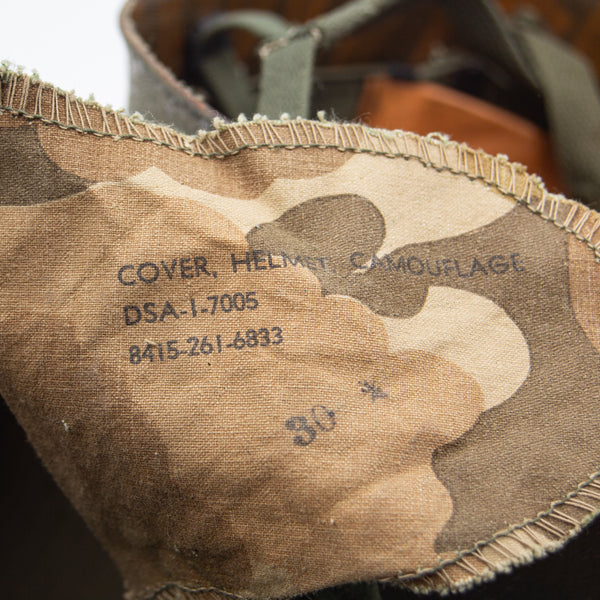 COVER, HELMET, CAMOUFLAGE
DSA-1-7005
8415-261-6833
30 *